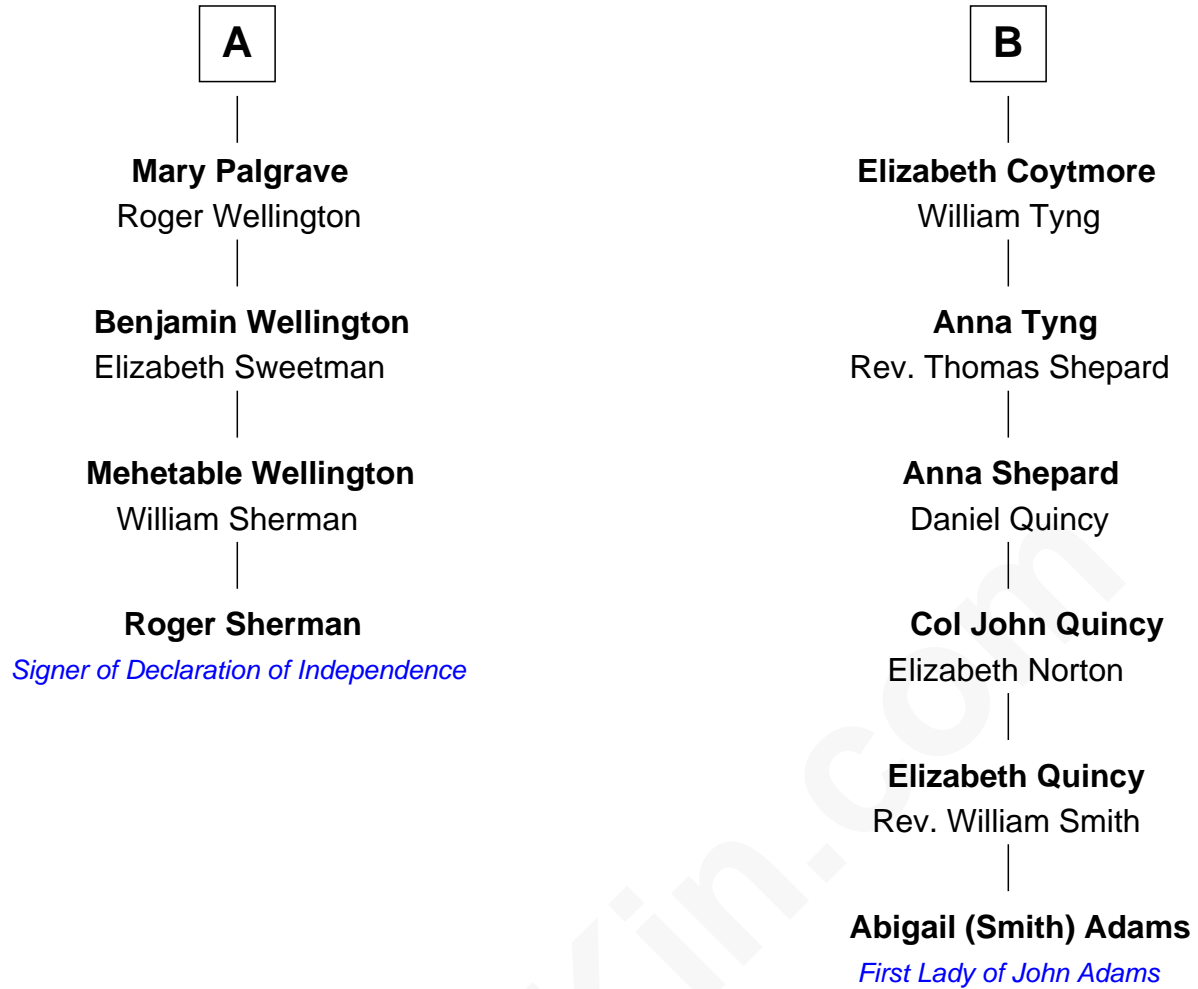 A
Mary Palgrave
Roger Wellington
Benjamin Wellington
Elizabeth Sweetman
Mehetable Wellington
William Sherman
Roger Sherman
Signer of Declaration of Independence
B
Elizabeth Coytmore
William Tyng
Anna Tyng
Rev. Thomas Shepard
Anna Shepard
Daniel Quincy
Col John Quincy
Elizabeth Norton
Elizabeth Quincy
Rev. William Smith
Abigail (Smith) Adams
First Lady of John Adams
Kin.com